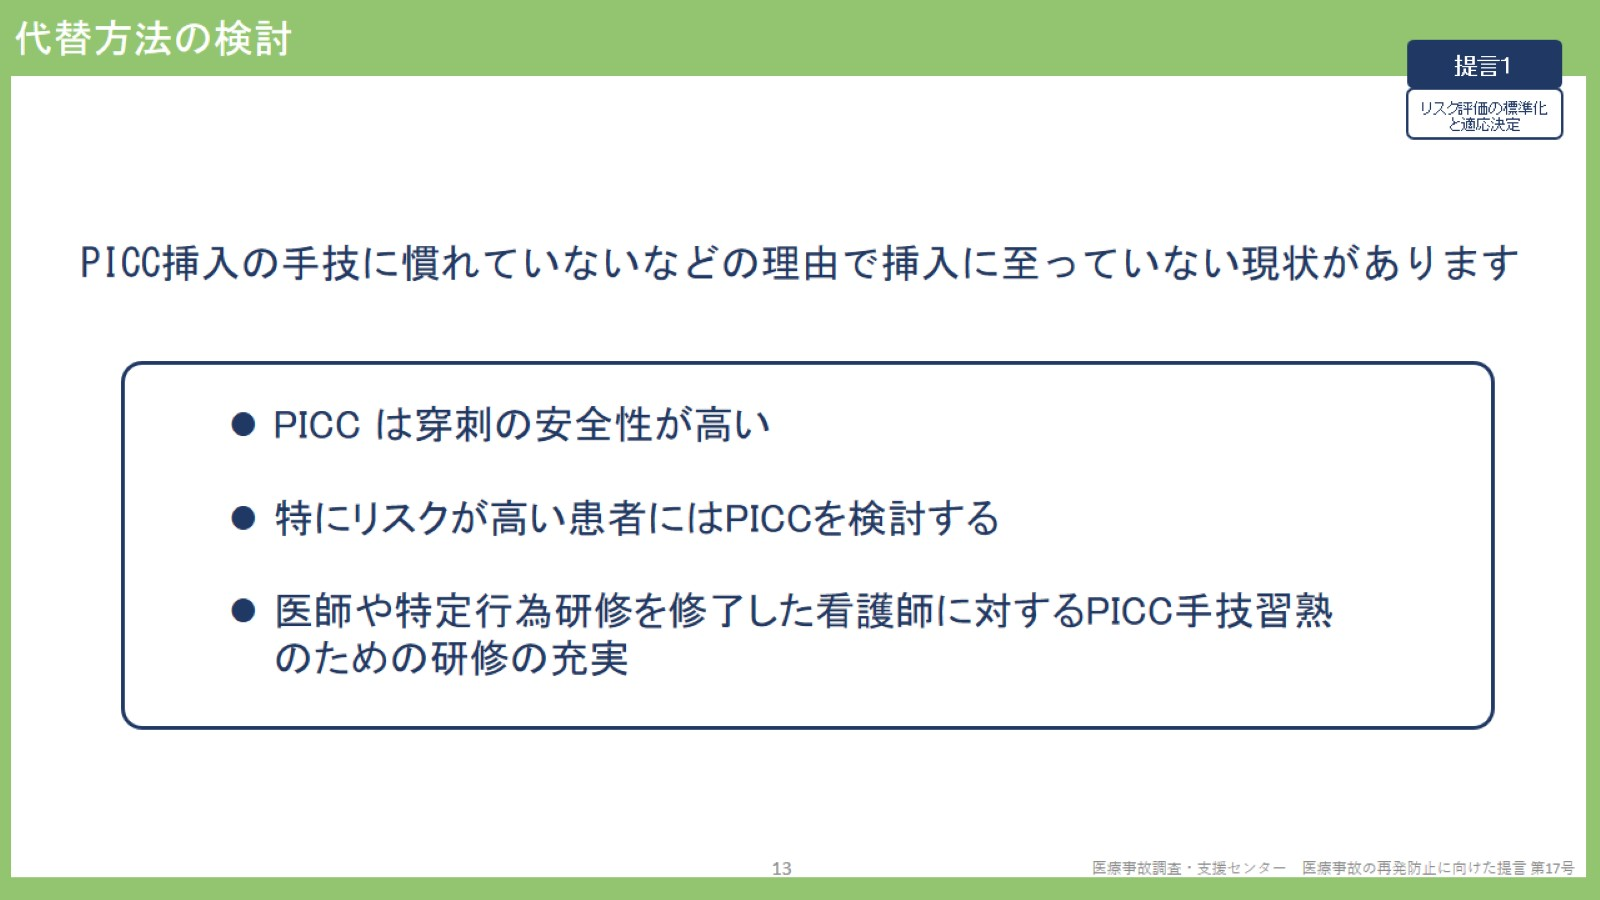 代替方法の検討
提言1
リスク評価の標準化
と適応決定
PICC挿入の手技に慣れていないなどの理由で挿入に至っていない現状があります
● PICC は穿刺の安全性が高い
● 特にリスクが高い患者にはPICCを検討する
● 医師や特定行為研修を修了した看護師に対するPICC手技習熟
のための研修の充実
13
医療事故調査・支援センター　医療事故の再発防止に向けた提言 第17号